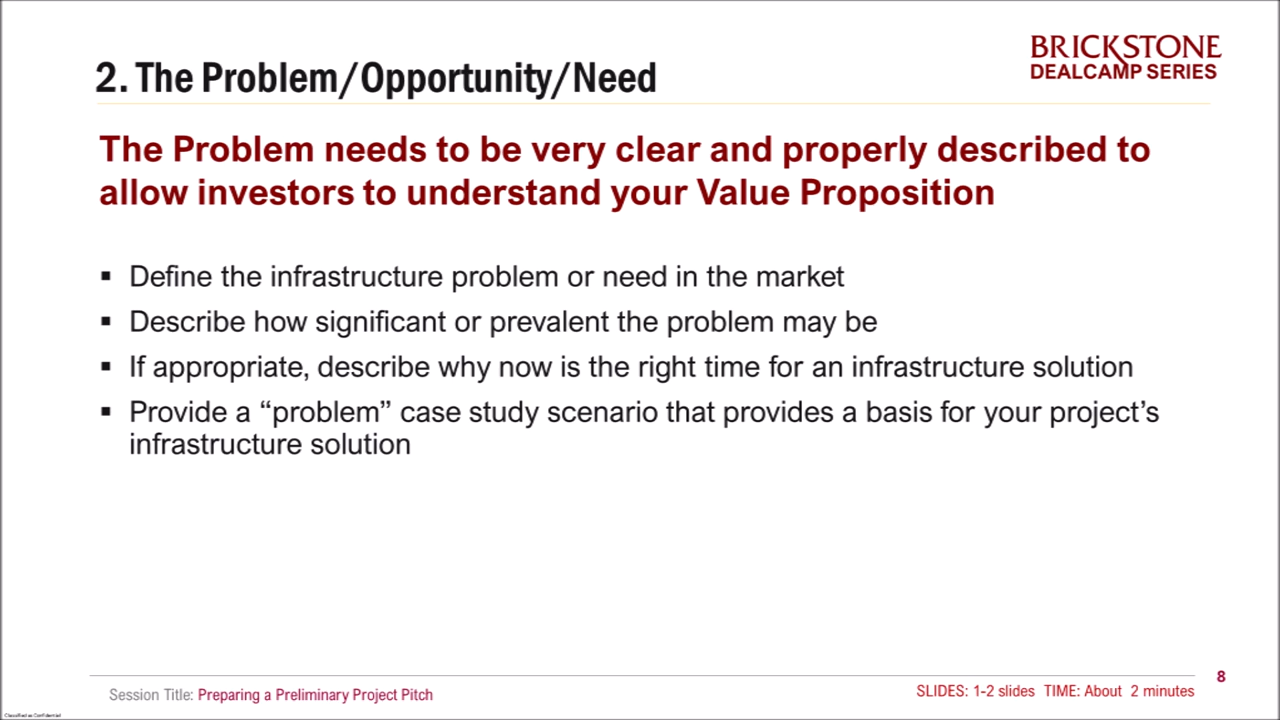 2. The Problem/Opportunity/Need
BRICKSTONE
DEALCAMP SERIES
The Problem needs to be very clear and properly described to
allow investors to understand your Value Proposition
▪ Define the infrastructure problem or need in the market
▪ Describe how significant or prevalent the problem may be
▪ If appropriate, describe why now is the right time for an infrastructure solution
▪ Provide a “problem” case study scenario that provides a basis for your project’s
infrastructure solution
8
Session Title: Preparing a Preliminary Project Pitch
SLIDES: 1-2 slides TIME: About 2 minutes
Classified as Confidential